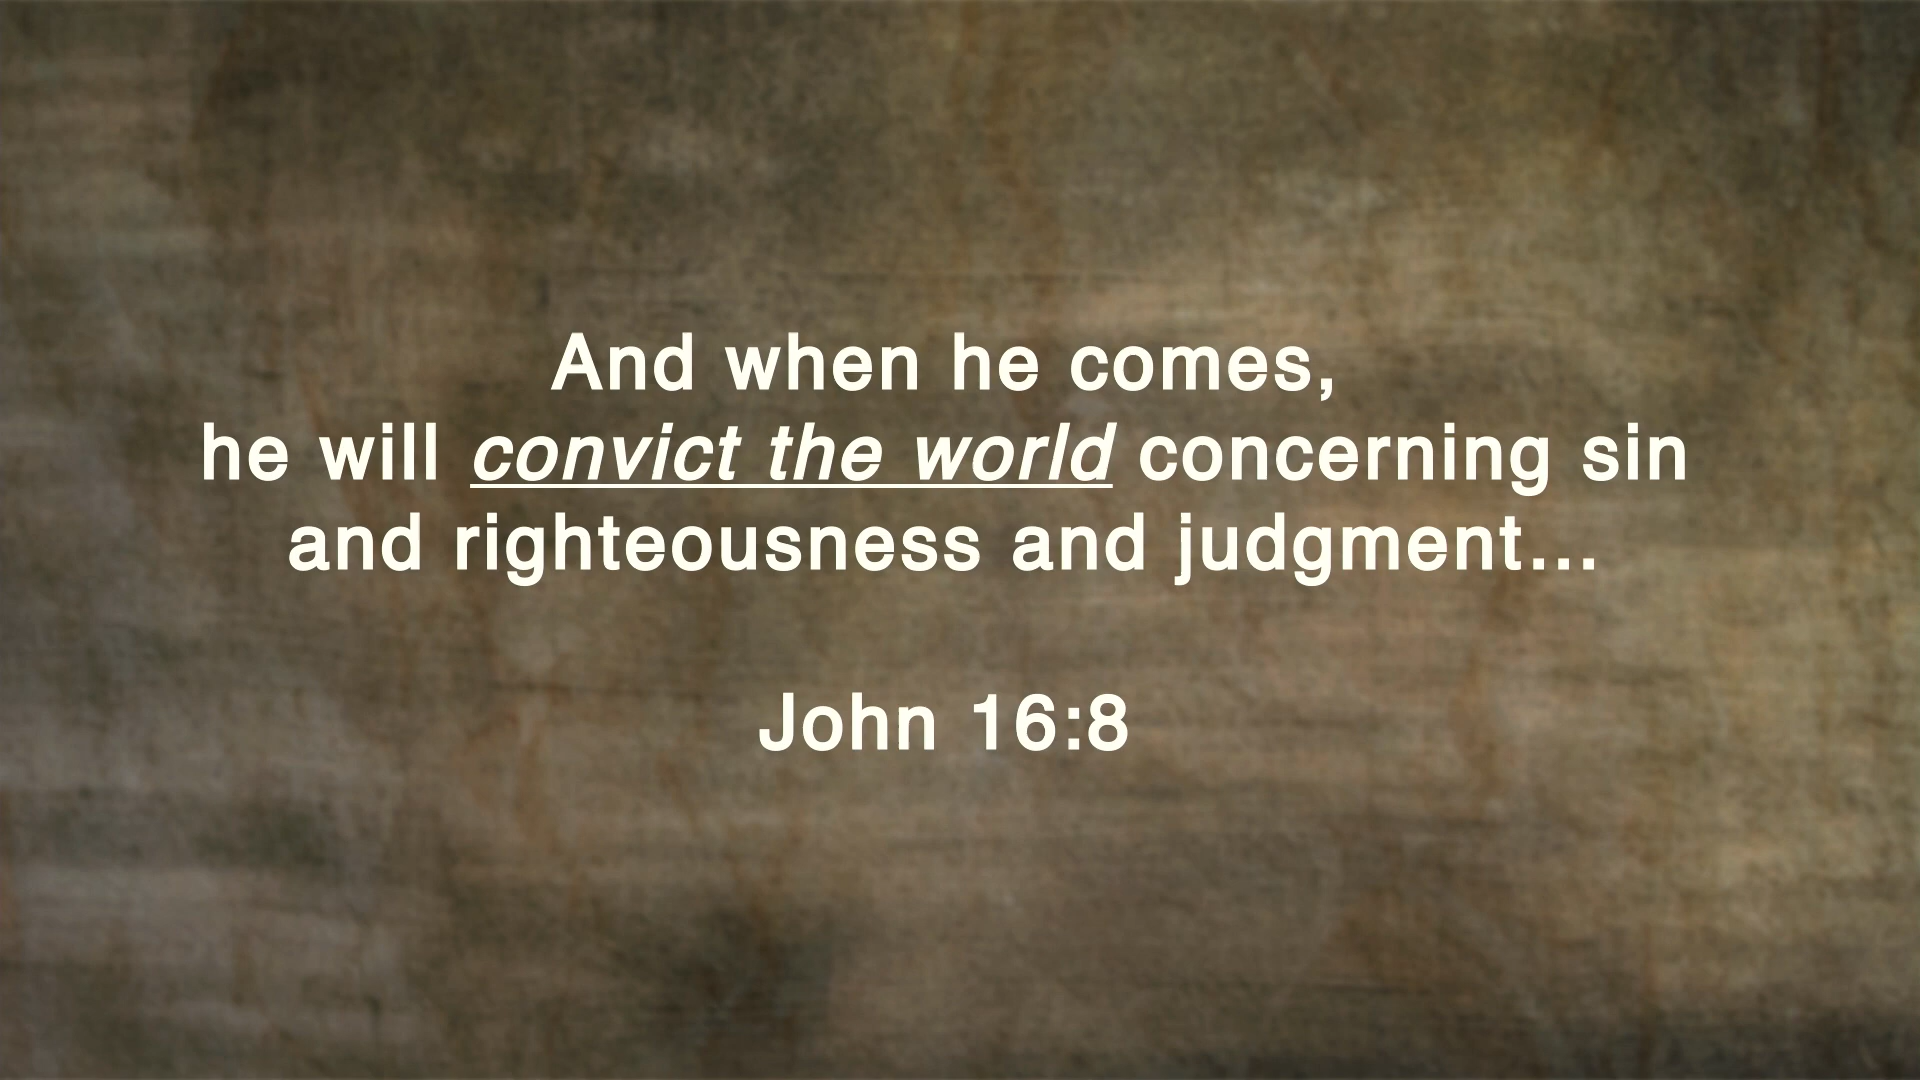 And when he comes,
he will convict the world concerning sin
and righteousness and judgment...
John 16:8